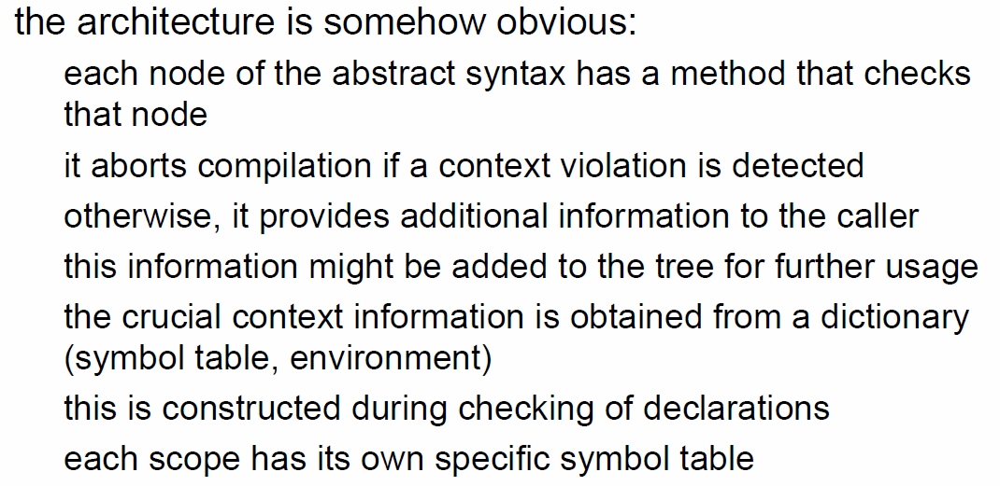 the architecture is somehow obvious:
each node of the abstract syntax has a method that checks
that node
it aborts compilation if a context violation is detected
otherwise, it provides additional information to the caller
this information might be added to the tree for further usage
the crucial context information is obtained from a dictionary
(symbol table, environment)
this is constructed during checking of declarations
each scope has its own specific symbol table